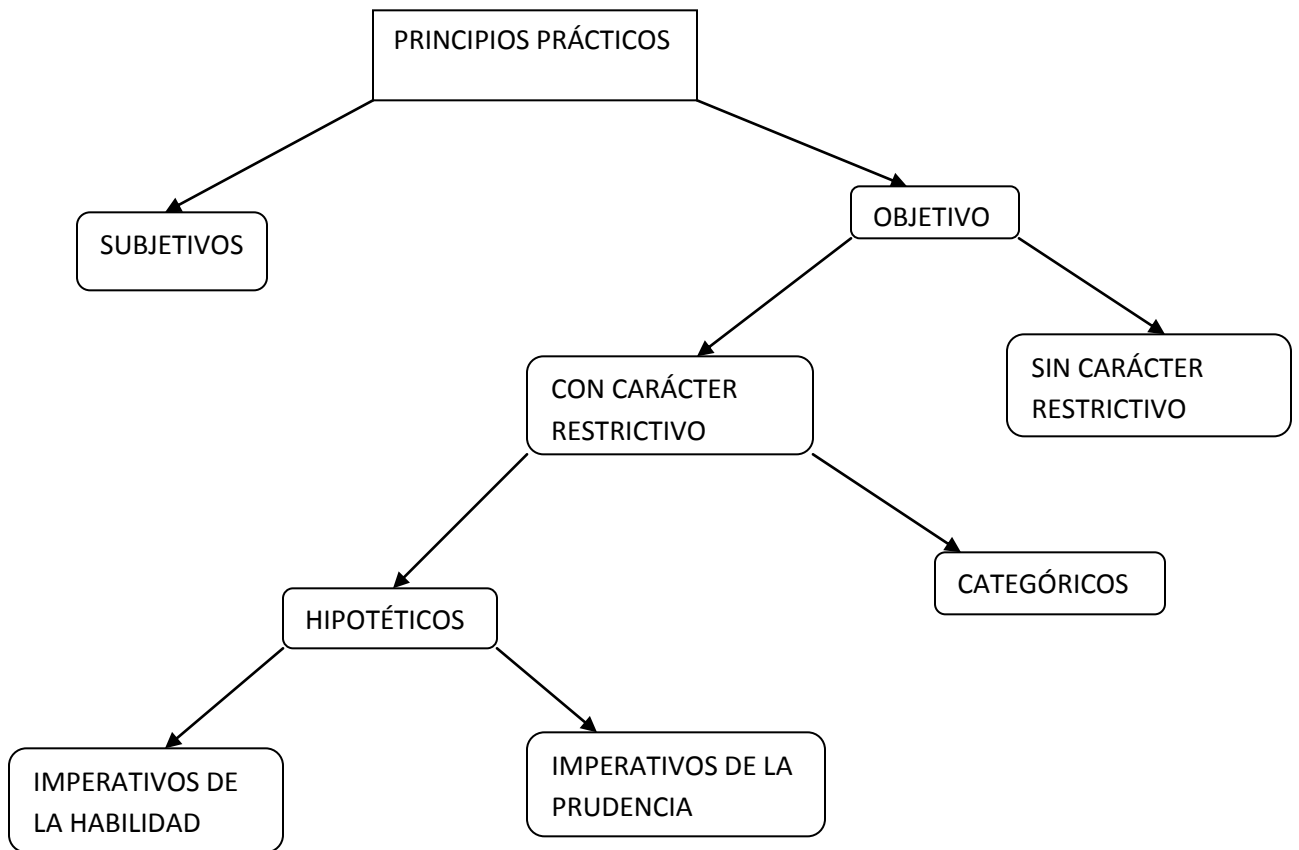 PRINCIPIOS PRÁCTICOS
SUBJETIVOS
OBJETIVO
CON CARÁCTER
RESTRICTIVO
SIN CARÁCTER
RESTRICTIVO
HIPOTÉTICOS
CATEGÓRICOS
IMPERATIVOS DE
LA HABILIDAD
IMPERATIVOS DE LA
PRUDENCIA